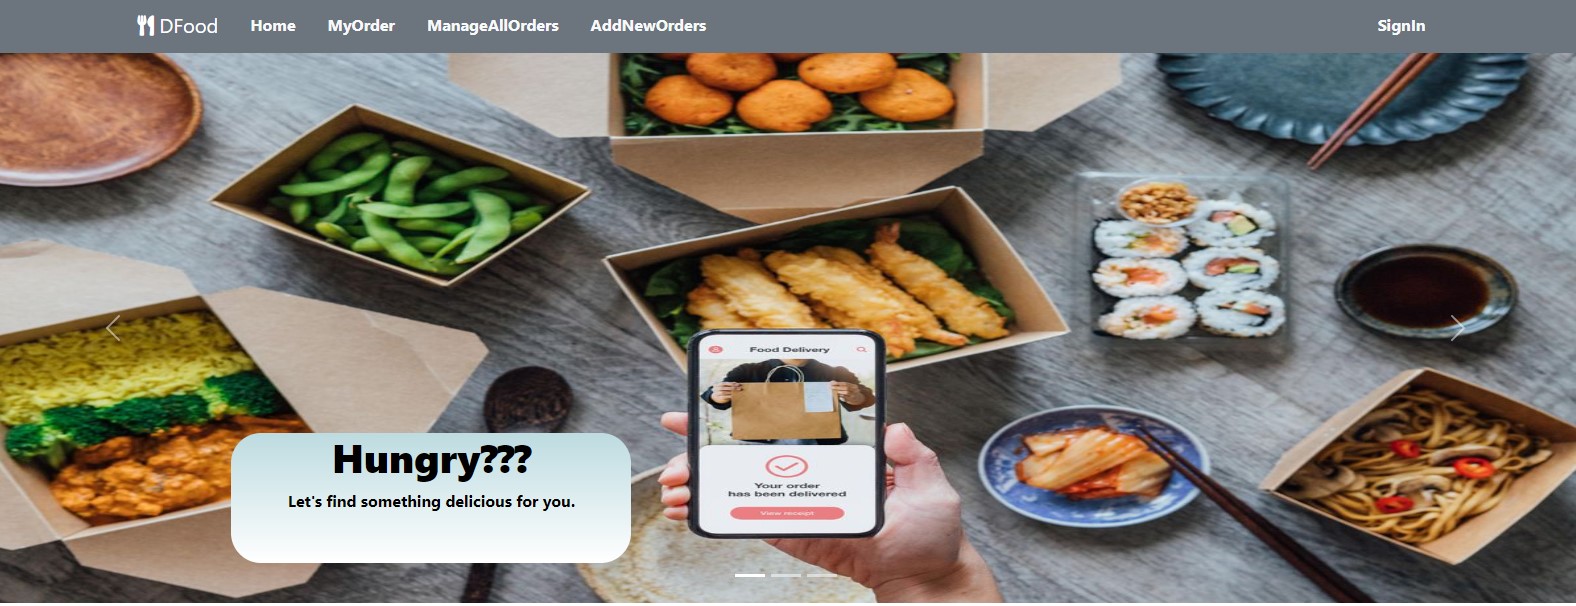 DFood Home MyOrder ManageAllOrders AddNewOrders SignIn
Food Delivery
Hungry???
Let's find something delicious for you.
Your order
has been delivered
View receipt